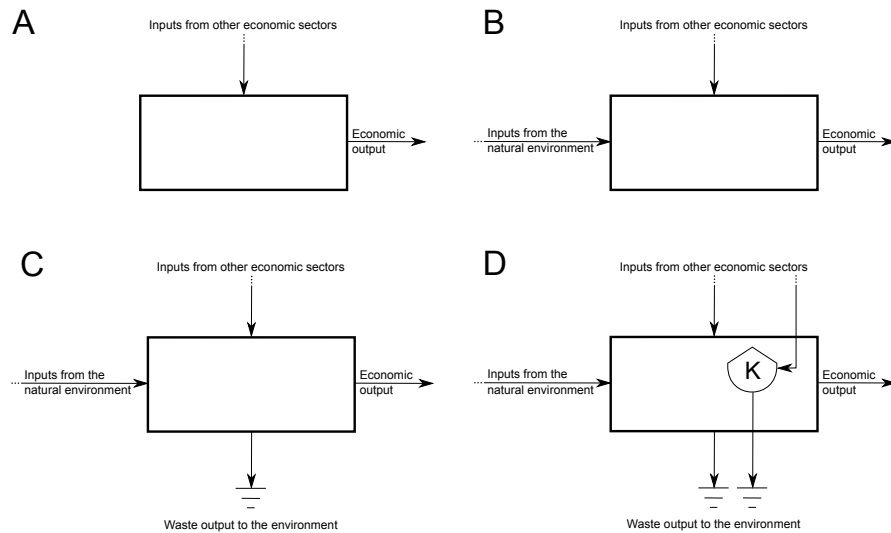 A
Inputs from other economic sectors
Economic
output
B
Inputs from other economic sectors
Inputs from the
natural environment
Economic
output
C
Inputs from other economic sectors
Inputs from the
natural environment
Economic
output
Waste output to the environment
D
Inputs from other economic sectors
Inputs from the
natural environment
K
Economic
output
Waste output to the environment